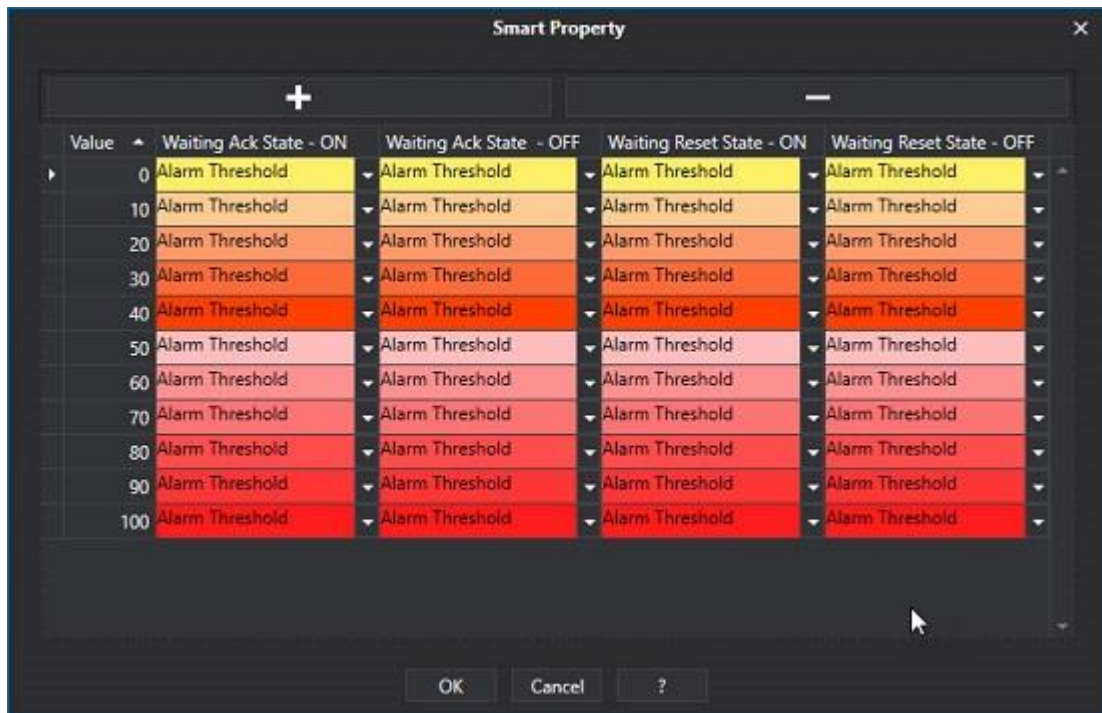 Smart Property
Value Waiting Ack State - ON Waiting Ack State - OFF Waiting Reset State - ON Waiting Reset State - OFF
0 Alarm Threshold Alarm Threshold Alarm Threshold Alarm Threshold
10 Alarm Threshold Alarm Threshold Alarm Threshold Alarm Threshold
20 Alarm Threshold Alarm Threshold Alarm Threshold Alarm Threshold
30 Alarm Threshold Alarm Threshold Alarm Threshold Alarm Threshold
40 Alarm Threshold Alarm Threshold Alarm Threshold Alarm Threshold
50 Alarm Threshold Alarm Threshold Alarm Threshold Alarm Threshold
60 Alarm Threshold Alarm Threshold Alarm Threshold Alarm Threshold
70 Alarm Threshold Alarm Threshold Alarm Threshold Alarm Threshold
80 Alarm Threshold Alarm Threshold Alarm Threshold Alarm Threshold
90 Alarm Threshold Alarm Threshold Alarm Threshold Alarm Threshold
100 Alarm Threshold Alarm Threshold Alarm Threshold Alarm Threshold
OK Cancel ?